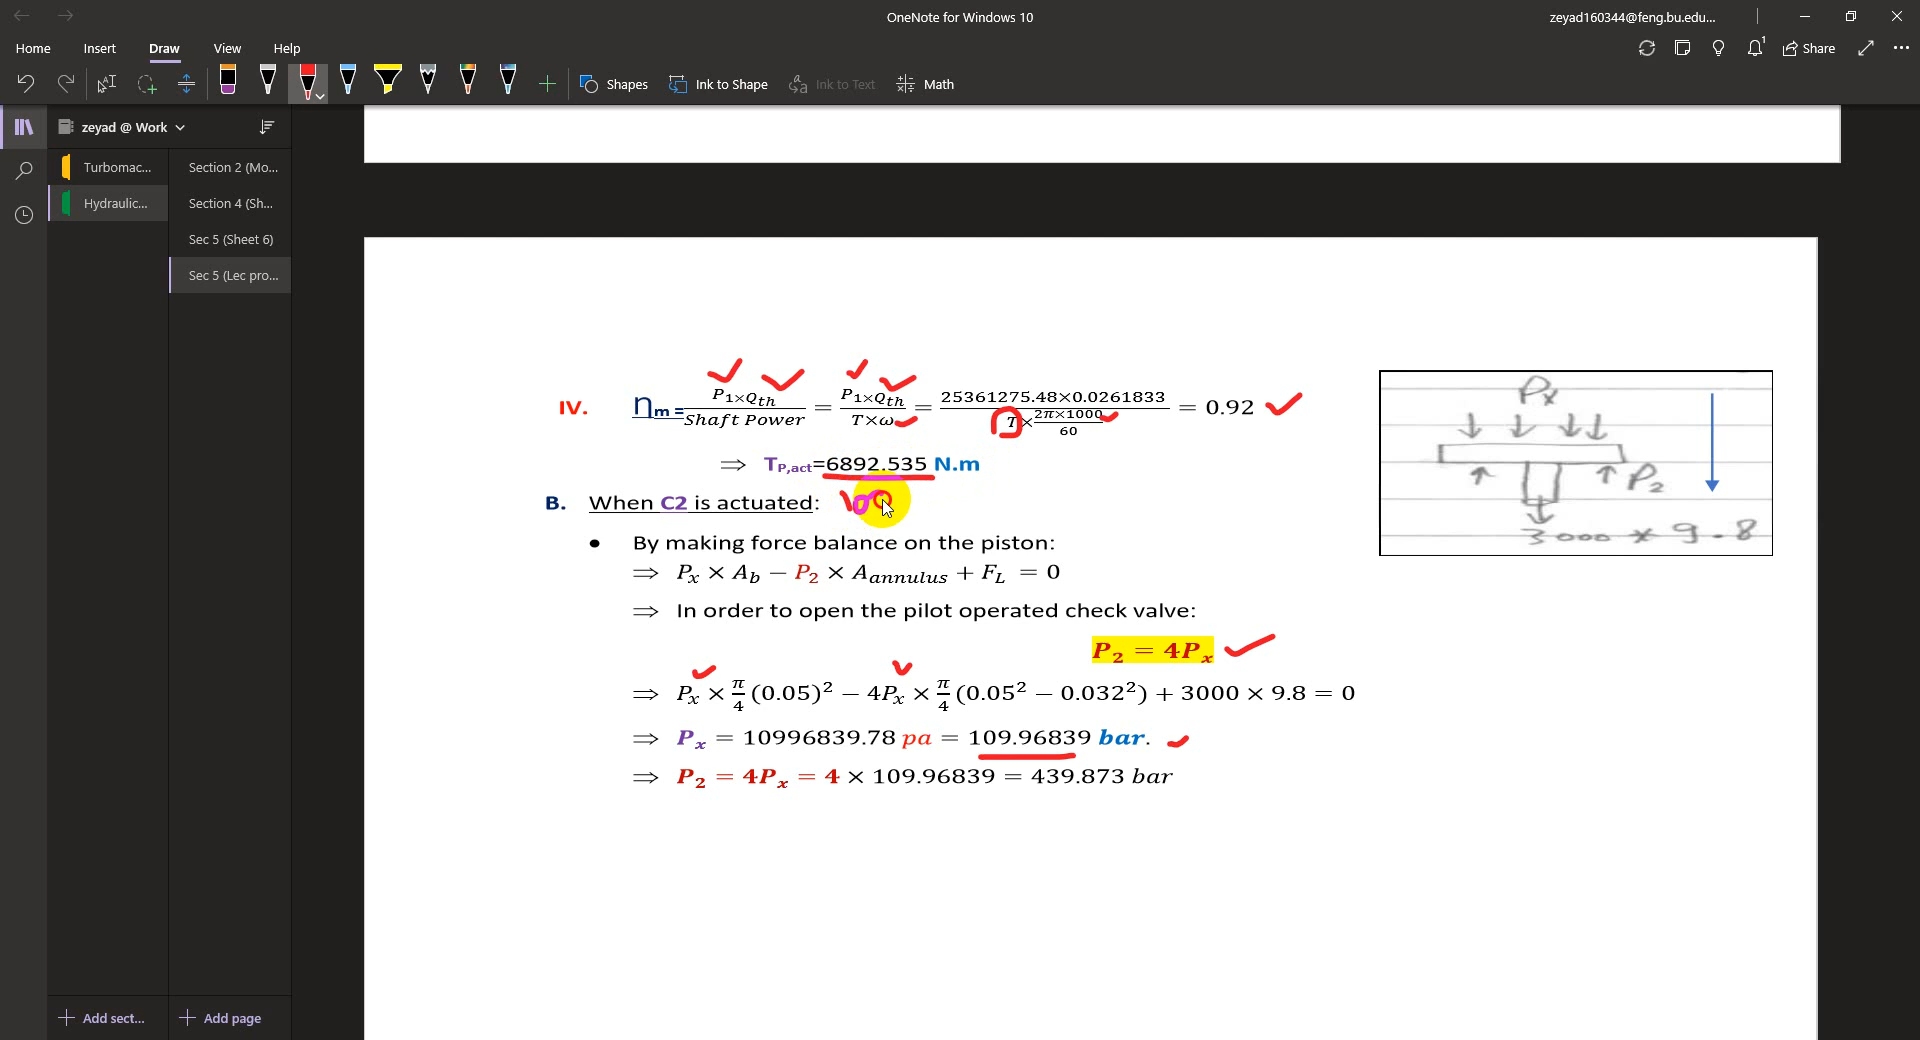 OneNote for Windows 10
zeyad160344@feng.bu.edu...
Home Insert Draw View Help
1 Share
Shapes Ink to Shape Ink to Text Math
zeyad @ Work
Turbomac...
Hydraulic...
Section 2 (Mo...
Section 4 (Sh...
Sec 5 (Sheet 6)
Sec 5 (Lec pro...
IV. ηm = P1×Qth / Shaft Power = P1×Qth / T×ω = 25361275.48×0.0261833 / T× 2π×1000/60 = 0.92
⟹ TP,act=6892.535 N.m
B. When C2 is actuated:
• By making force balance on the piston:
⟹ Px × Ab − P2 × Aannulus + FL = 0
⟹ In order to open the pilot operated check valve:
P2 = 4Px
⟹ Px × π/4 (0.05)² − 4Px × π/4 (0.05² − 0.032²) + 3000 × 9.8 = 0
⟹ Px = 10996839.78 pa = 109.96839 bar.
⟹ P2 = 4Px = 4 × 109.96839 = 439.873 bar
Px
P2
3000 * 9.8
Add sect...
Add page